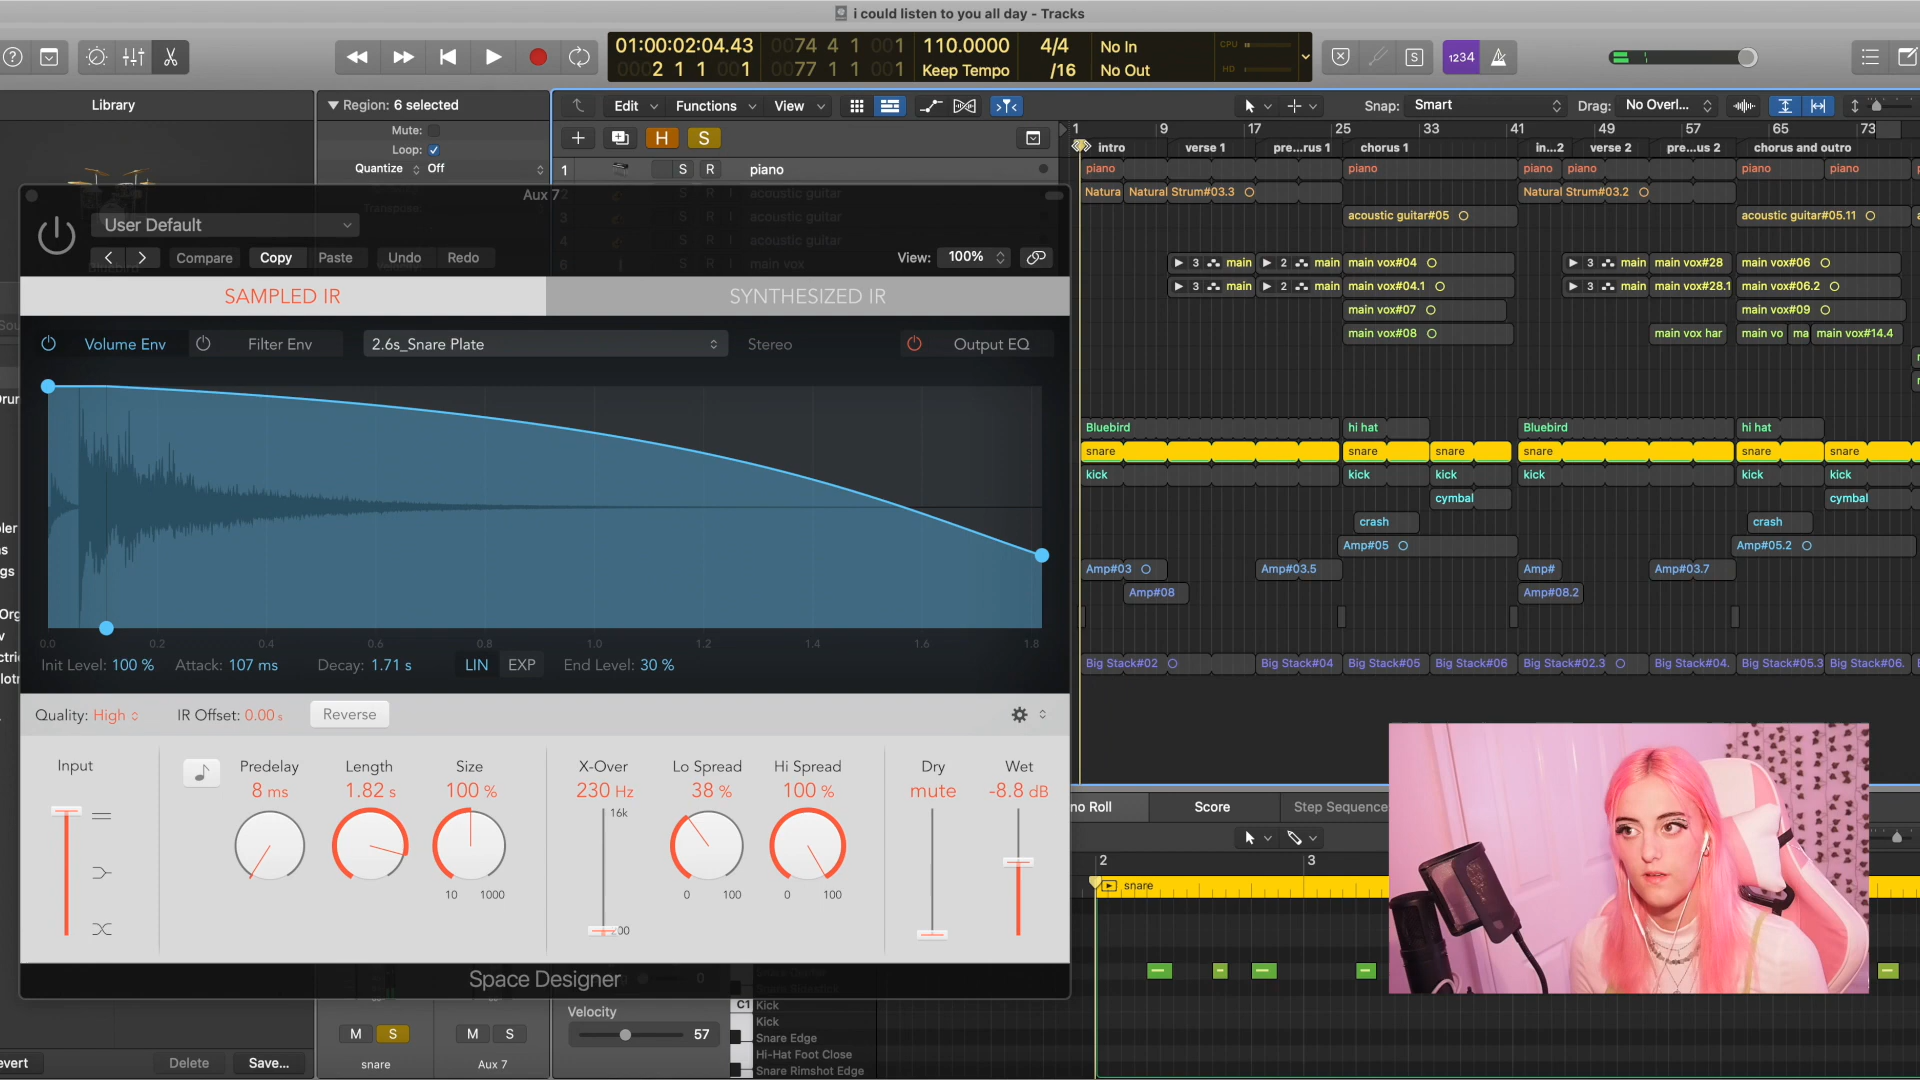 i could listen to you all day - Tracks
01:00:02:04.43
0074 4 1 001
110.0000
4/4
No In
CPU
0002 1 1 001
0077 1 1 001
Keep Tempo
/16
No Out
HD
S
1234
Library
Region: 6 selected
Edit
Functions
View
Snap: Smart
Drag: No Overl...
Mute:
Loop:
Quantize Off
H
S
1 9 17 25 33 41 49 57 65 73
intro verse 1 pre...rus 1 chorus 1 in...2 verse 2 pre...us 2 chorus and outro
1 S R piano
2 S R I acoustic guitar
3 S R I acoustic guitar
4 S R I acoustic guitar
6 S R I main vox
piano piano piano piano piano piano
Natura Natural Strum#03.3 Natural Strum#03.2
acoustic guitar#05 acoustic guitar#05.11
3 main 2 main main vox#04 3 main main vox#28 main vox#06
3 main 2 main main vox#04.1 3 main main vox#28.1 main vox#06.2
main vox#07 main vox#09
main vox#08 main vox har main vo ma main vox#14.4
Bluebird hi hat Bluebird hi hat
snare snare snare snare snare snare
kick kick kick kick kick kick
cymbal cymbal
crash crash
Amp#05 Amp#05.2
Amp#03 Amp#03.5 Amp# Amp#03.7
Amp#08 Amp#08.2
Big Stack#02 Big Stack#04 Big Stack#05 Big Stack#06 Big Stack#02.3 Big Stack#04. Big Stack#05.3 Big Stack#06.
Aux 7
User Default
Compare Copy Paste Undo Redo
View: 100%
SAMPLED IR
SYNTHESIZED IR
Volume Env
Filter Env
2.6s_Snare Plate
Stereo
Output EQ
0.0 0.2 0.4 0.6 0.8 1.0 1.2 1.4 1.6 1.8
Init Level: 100 % Attack: 107 ms Decay: 1.71 s LIN EXP End Level: 30 %
Quality: High IR Offset: 0.00 s Reverse
Input
Predelay
8 ms
Length
1.82 s
Size
100 %
10 1000
X-Over
230 Hz
16k
200
Lo Spread
38 %
0 100
Hi Spread
100 %
0 100
Dry
mute
Wet
-8.8 dB
Space Designer
no Roll
Score
Step Sequence
2 3
snare
Velocity
57
C1 Kick
Kick
Snare Edge
Hi-Hat Foot Close
Snare Rimshot Edge
M S
snare
M S
Aux 7
evert
Delete
Save...